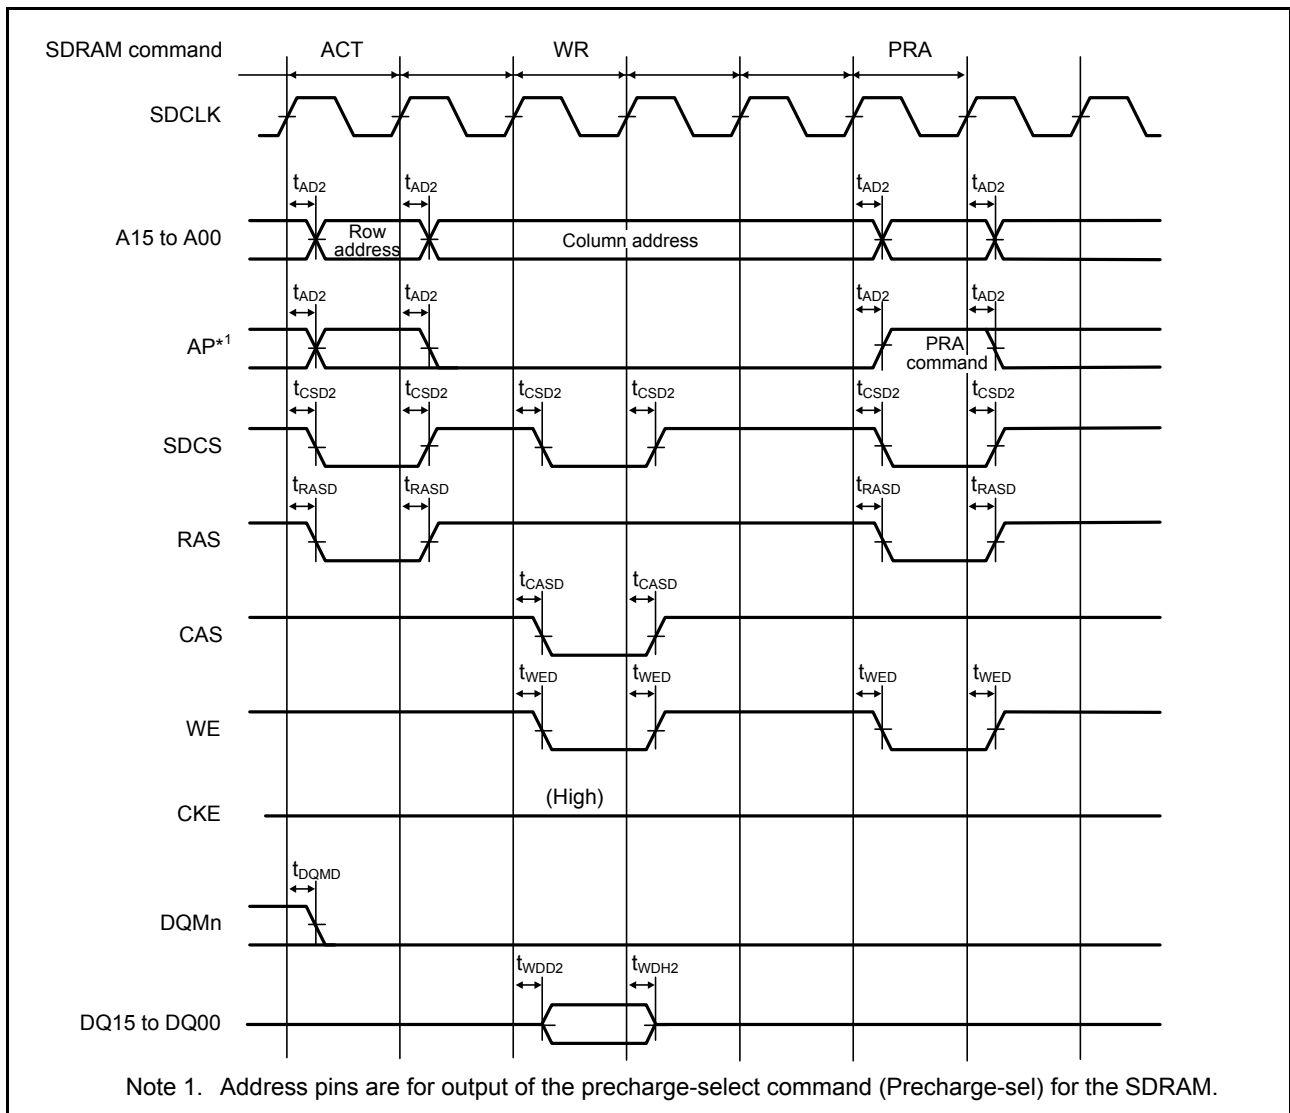 SDRAM command ACT WR PRA
SDCLK
tAD2 tAD2 tAD2 tAD2
A15 to A00 Row address Column address
tAD2 tAD2 tAD2 tAD2
AP*1 PRA command
tCSD2 tCSD2 tCSD2 tCSD2 tCSD2 tCSD2
SDCS
tRASD tRASD tRASD tRASD
RAS
tCASD tCASD
CAS
tWED tWED tWED tWED
WE
(High)
CKE
tDQMD
DQMn
tWDD2 tWDH2
DQ15 to DQ00
Note 1. Address pins are for output of the precharge-select command (Precharge-sel) for the SDRAM.